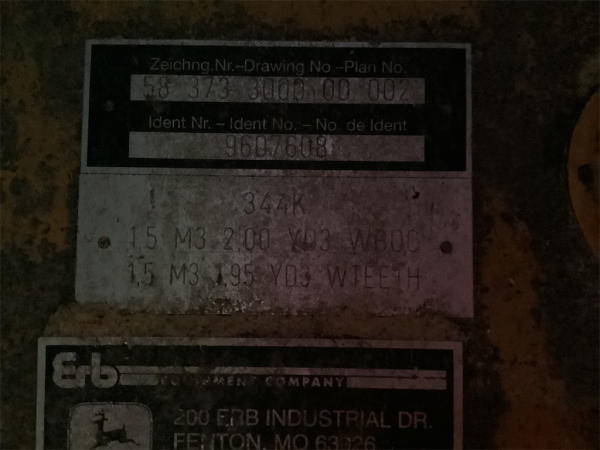 Zeichng.Nr.-Drawing No.-Plan No.
58 373 3000 00 002
Ident Nr. - Ident No. - No. de Ident
9607608
344K
1,5 M3 2,00 YD3 WBOC
1,5 M3 1,95 YD3 WTEETH
Erb
EQUIPMENT COMPANY
200 ERB INDUSTRIAL DR.
FENTON, MO 63026